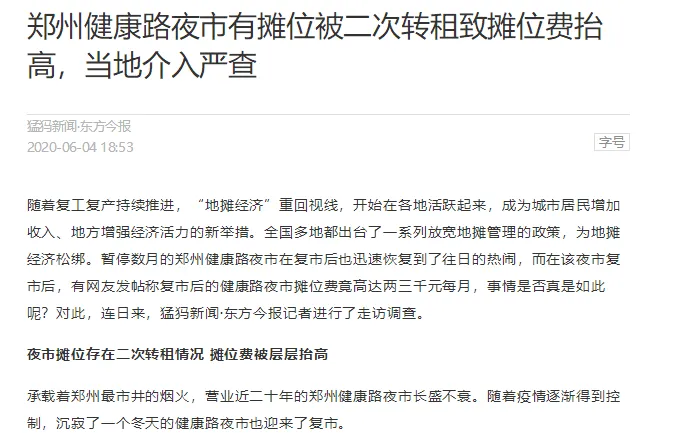 郑州健康路夜市有摊位被二次转租致摊位费抬
高，当地介入严查
猛犸新闻·东方今报
2020-06-04 18:53
字号
随着复工复产持续推进，“地摊经济”重回视线，开始在各地活跃起来，成为城市居民增加
收入、地方增强经济活力的新举措。全国多地都出台了一系列放宽地摊管理的政策，为地摊
经济松绑。暂停数月的郑州健康路夜市在复市后也迅速恢复到了往日的热闹，而在该夜市复
市后，有网友发帖称复市后的健康路夜市摊位费竟高达两三千元每月，事情是否真是如此
呢？对此，连日来，猛犸新闻·东方今报记者进行了走访调查。
夜市摊位存在二次转租情况 摊位费被层层抬高
承载着郑州最市井的烟火，营业近二十年的郑州健康路夜市长盛不衰。随着疫情逐渐得到控
制，沉寂了一个冬天的健康路夜市也迎来了复市。